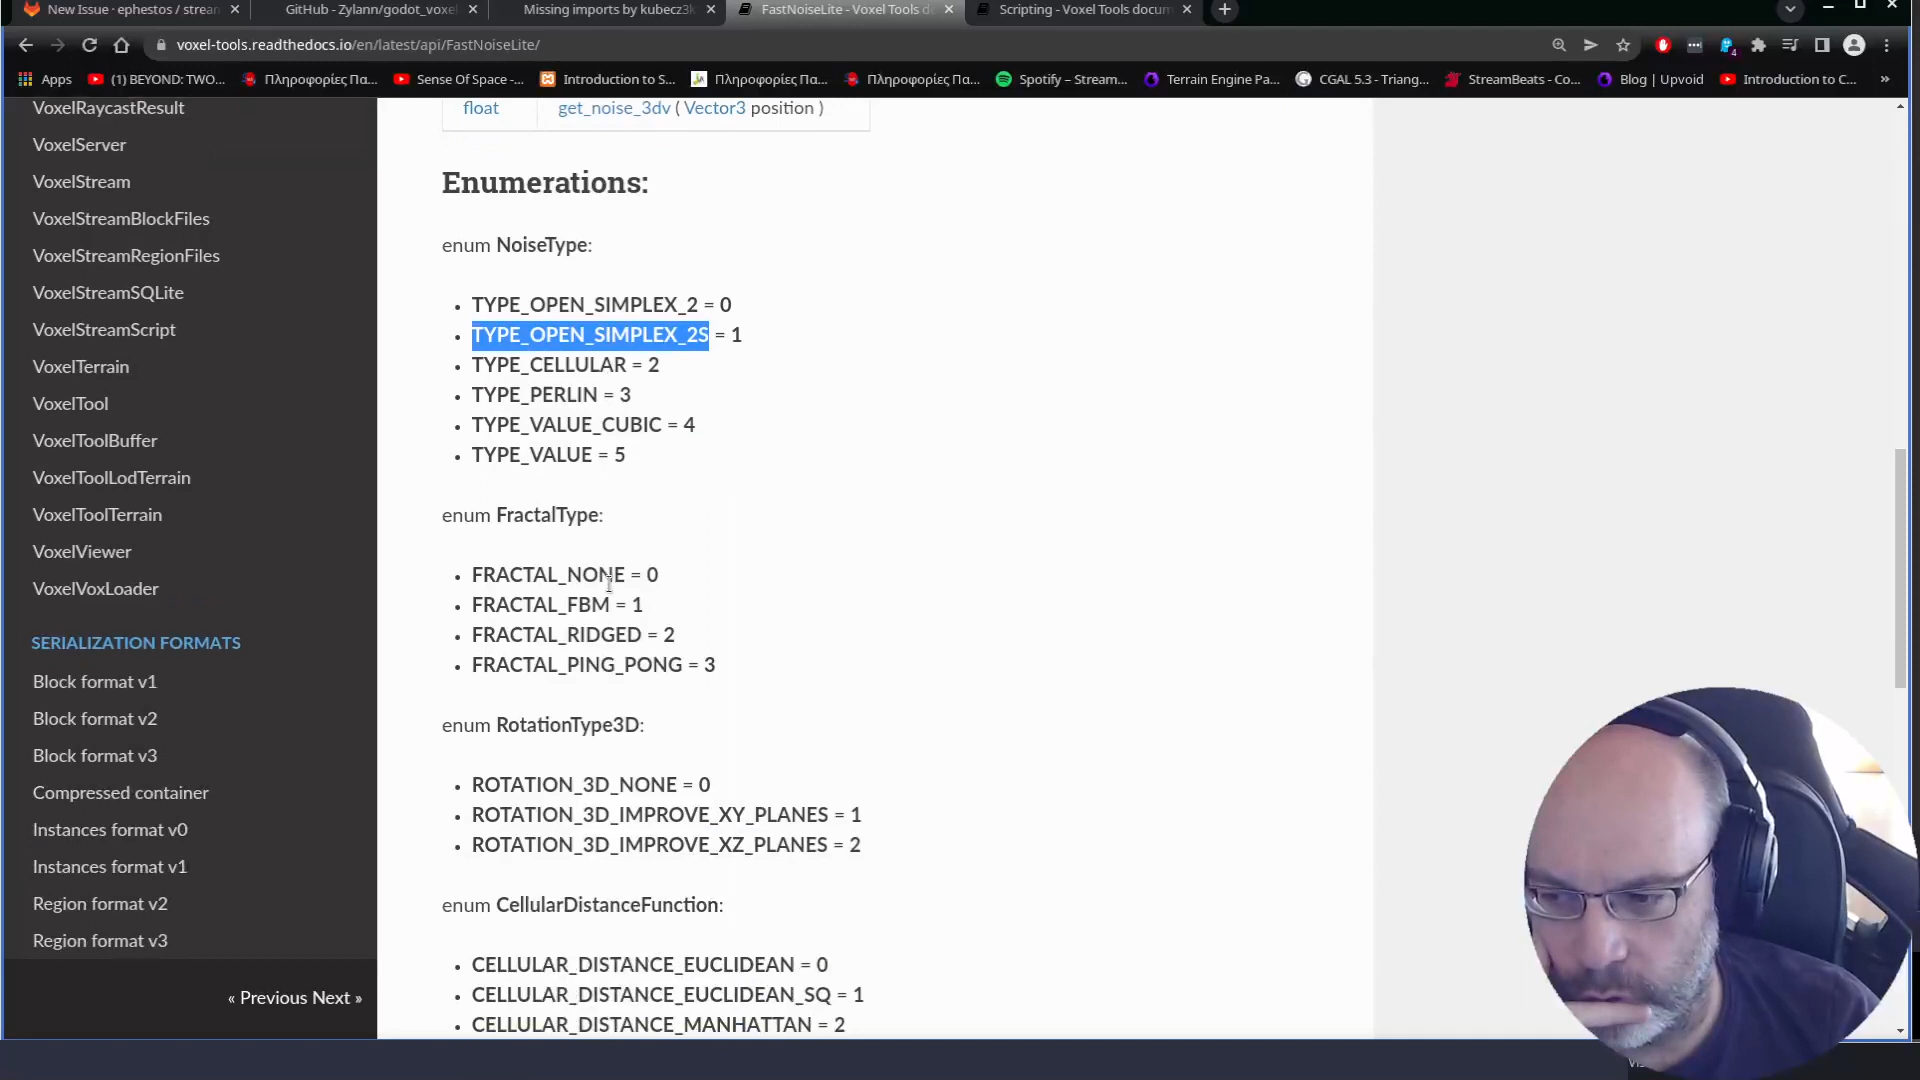 New Issue · ephestos / strea
GitHub - Zylann/godot_voxel
Missing imports by kubecz3k
FastNoiseLite - Voxel Tools do
Scripting - Voxel Tools docum
voxel-tools.readthedocs.io/en/latest/api/FastNoiseLite/
Apps
(1) BEYOND: TWO...
Πληροφορίες Πα...
Sense Of Space -...
Introduction to S...
Πληροφορίες Πα...
Πληροφορίες Πα...
Spotify – Stream...
Terrain Engine Pa...
CGAL 5.3 - Triang...
StreamBeats - Co...
Blog | Upvoid
Introduction to C...
»
VoxelRaycastResult
VoxelServer
VoxelStream
VoxelStreamBlockFiles
VoxelStreamRegionFiles
VoxelStreamSQLite
VoxelStreamScript
VoxelTerrain
VoxelTool
VoxelToolBuffer
VoxelToolLodTerrain
VoxelToolTerrain
VoxelViewer
VoxelVoxLoader
SERIALIZATION FORMATS
Block format v1
Block format v2
Block format v3
Compressed container
Instances format v0
Instances format v1
Region format v2
Region format v3
« Previous Next »
float get_noise_3dv ( Vector3 position )
Enumerations:
enum NoiseType:
• TYPE_OPEN_SIMPLEX_2 = 0
• TYPE_OPEN_SIMPLEX_2S = 1
• TYPE_CELLULAR = 2
• TYPE_PERLIN = 3
• TYPE_VALUE_CUBIC = 4
• TYPE_VALUE = 5
enum FractalType:
• FRACTAL_NONE = 0
• FRACTAL_FBM = 1
• FRACTAL_RIDGED = 2
• FRACTAL_PING_PONG = 3
enum RotationType3D:
• ROTATION_3D_NONE = 0
• ROTATION_3D_IMPROVE_XY_PLANES = 1
• ROTATION_3D_IMPROVE_XZ_PLANES = 2
enum CellularDistanceFunction:
• CELLULAR_DISTANCE_EUCLIDEAN = 0
• CELLULAR_DISTANCE_EUCLIDEAN_SQ = 1
• CELLULAR_DISTANCE_MANHATTAN = 2